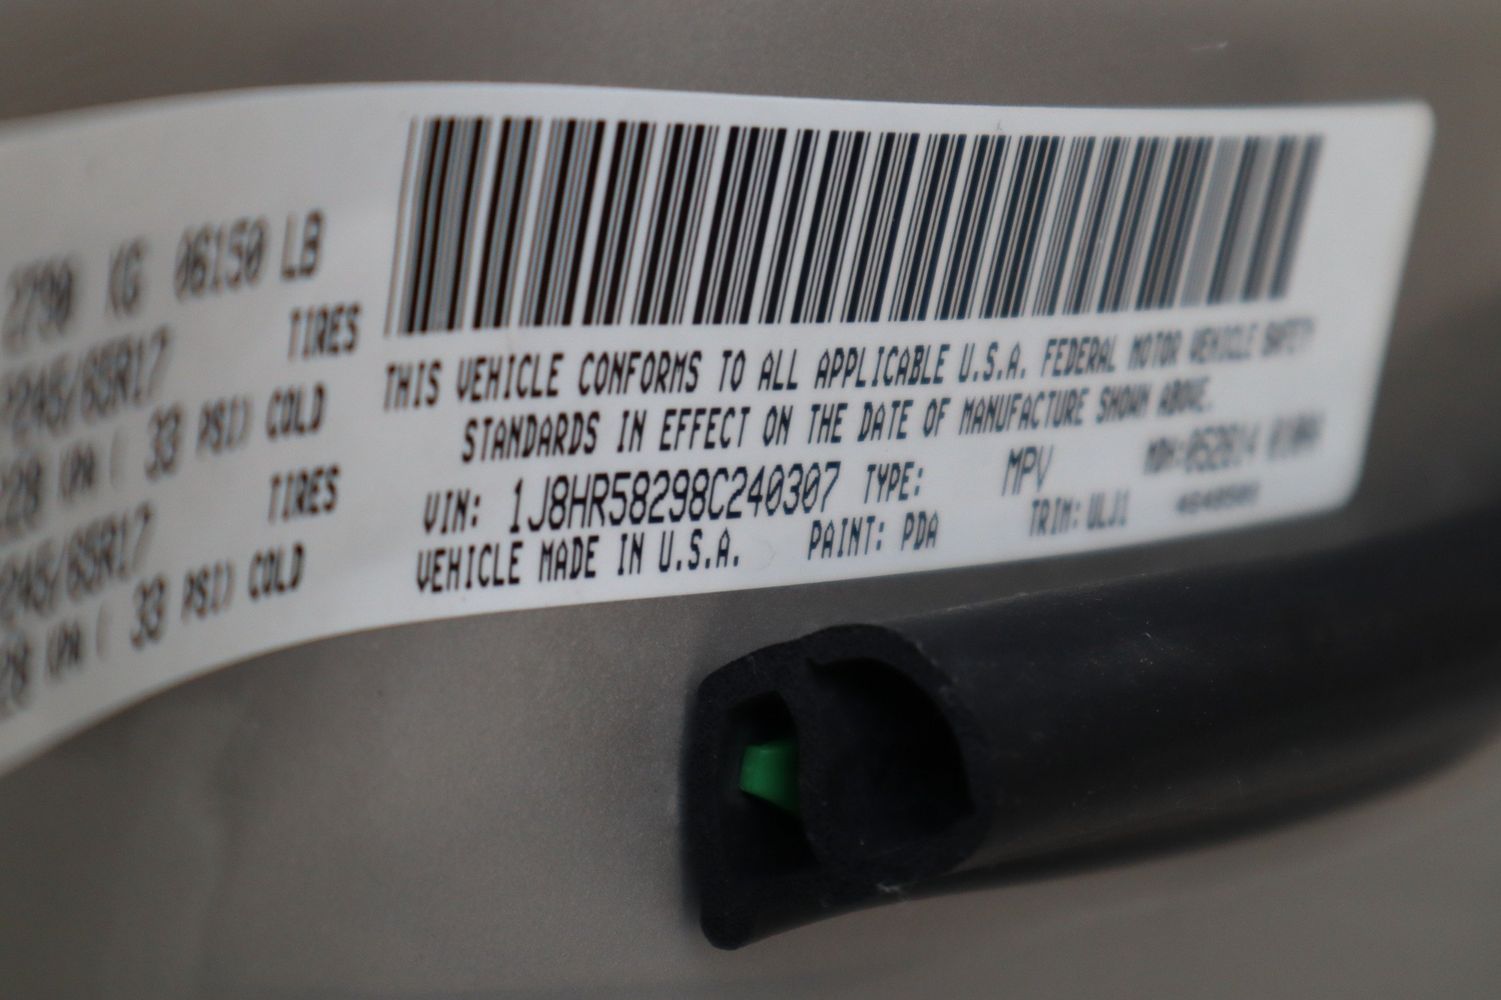 2790 KG 06150 LB
TIRES
245/65R17
228 KPA ( 33 PSI) COLD
TIRES
245/65R17
228 KPA ( 33 PSI) COLD
THIS VEHICLE CONFORMS TO ALL APPLICABLE U.S.A. FEDERAL MOTOR VEHICLE SAFETY
STANDARDS IN EFFECT ON THE DATE OF MANUFACTURE SHOWN ABOVE.
VIN: 1J8HR58298C240307 TYPE: MPV MDH:
VEHICLE MADE IN U.S.A. PAINT: PDA TRIM: ULJ1